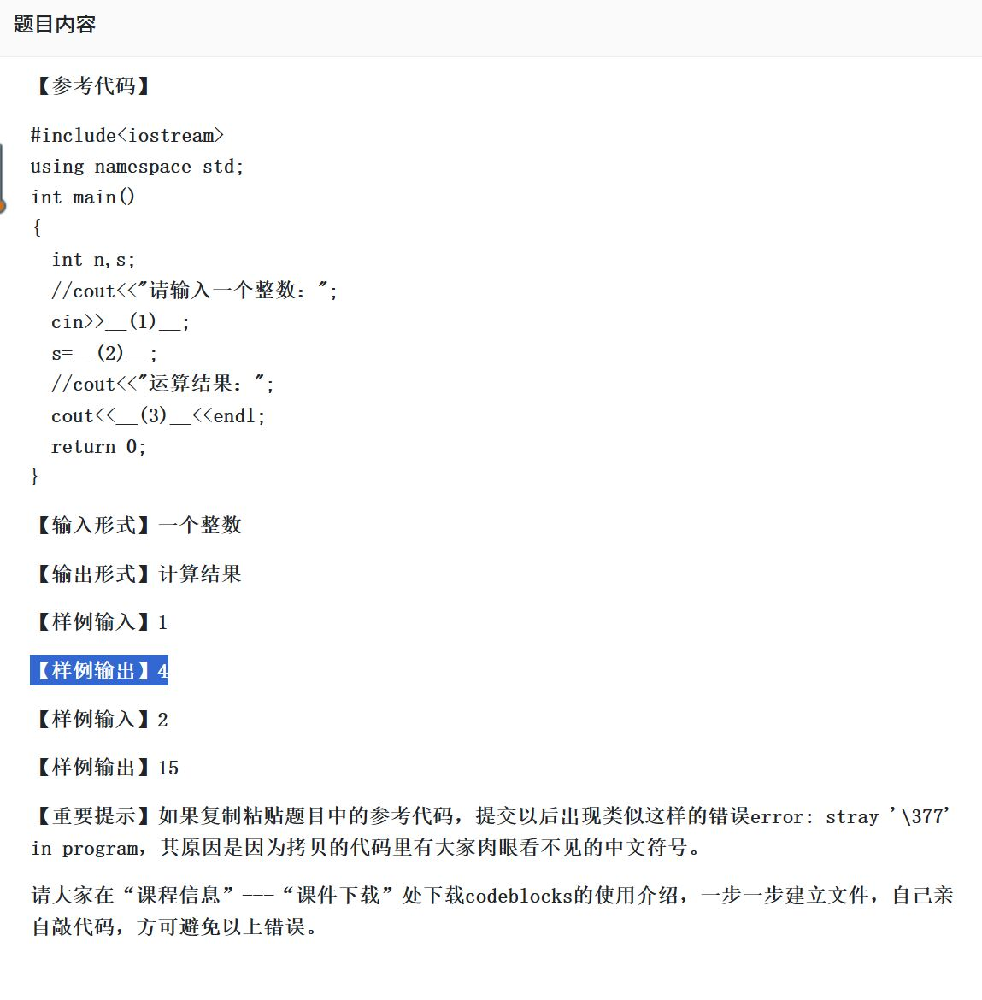 题目内容
【参考代码】
#include<iostream>
using namespace std;
int main()
{
int n,s;
//cout<<"请输入一个整数：";
cin>>__(1)__;
s=__(2)__;
//cout<<"运算结果：";
cout<<__(3)__<<endl;
return 0;
}
【输入形式】一个整数
【输出形式】计算结果
【样例输入】1
【样例输出】4
【样例输入】2
【样例输出】15
【重要提示】如果复制粘贴题目中的参考代码，提交以后出现类似这样的错误error: stray '\377'
in program，其原因是因为拷贝的代码里有大家肉眼看不见的中文符号。
请大家在“课程信息”---“课件下载”处下载codeblocks的使用介绍，一步一步建立文件，自己亲
自敲代码，方可避免以上错误。